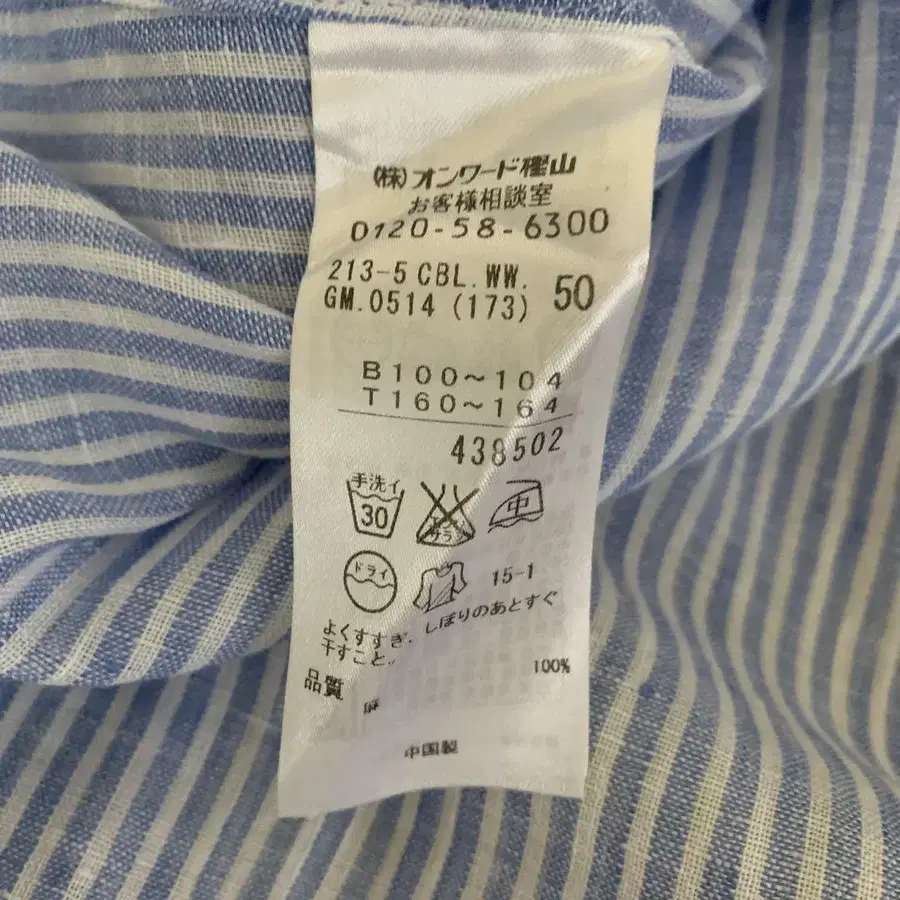 (株)オンワード樫山
お客様相談室
0120-58-6300
213-5 CBL.WW.
GM.0514 (173) 50
B100~104
T160~164
438502
手洗イ
30
サラシ
中
ドライ
15-1
よくすすぎ、しぼりのあとすぐ
干すこと。
品質
麻 100%
中国製